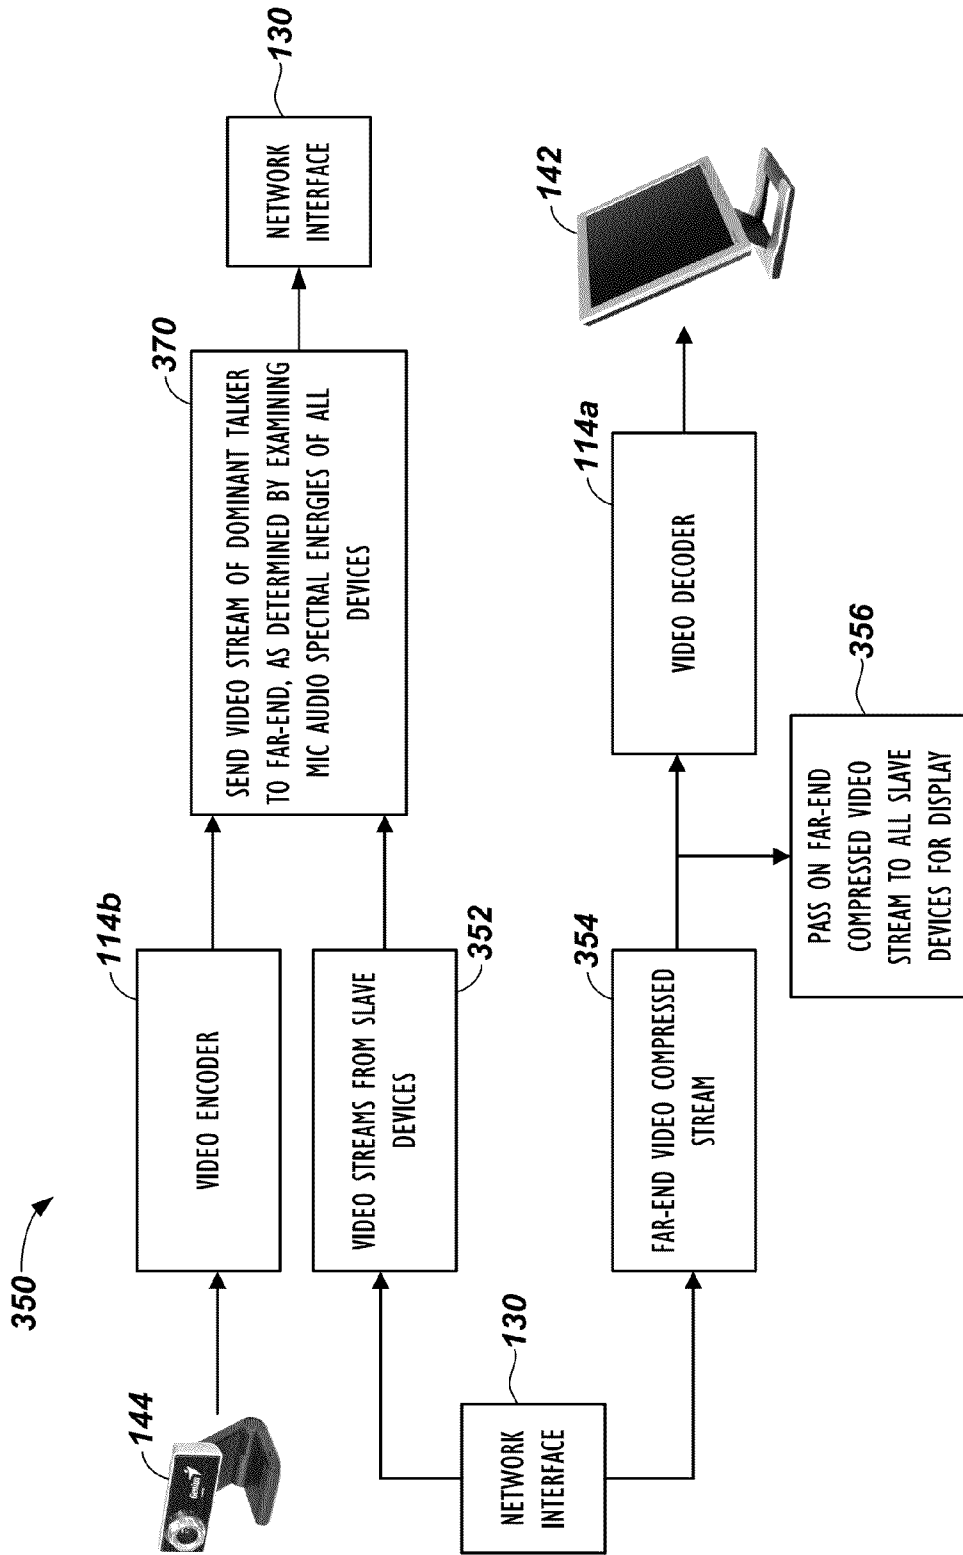 350
144
114b
VIDEO ENCODER
370
SEND VIDEO STREAM OF DOMINANT TALKER
TO FAR-END, AS DETERMINED BY EXAMINING
MIC AUDIO SPECTRAL ENERGIES OF ALL
DEVICES
130
NETWORK
INTERFACE
352
VIDEO STREAMS FROM SLAVE
DEVICES
130
NETWORK
INTERFACE
354
FAR-END VIDEO COMPRESSED
STREAM
114a
VIDEO DECODER
142
356
PASS ON FAR-END
COMPRESSED VIDEO
STREAM TO ALL SLAVE
DEVICES FOR DISPLAY